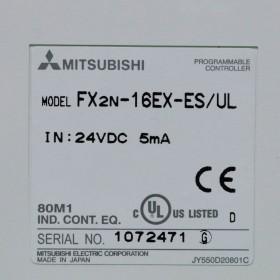 MITSUBISHI
PROGRAMMABLE
CONTROLLER
MODEL FX2N-16EX-ES/UL
IN: 24VDC 5mA
CE
80M1
IND. CONT. EQ.
C UL US LISTED D
SERIAL NO. 1072471 G
MITSUBISHI ELECTRIC CORPORATION
MADE IN JAPAN
JY550D20801C